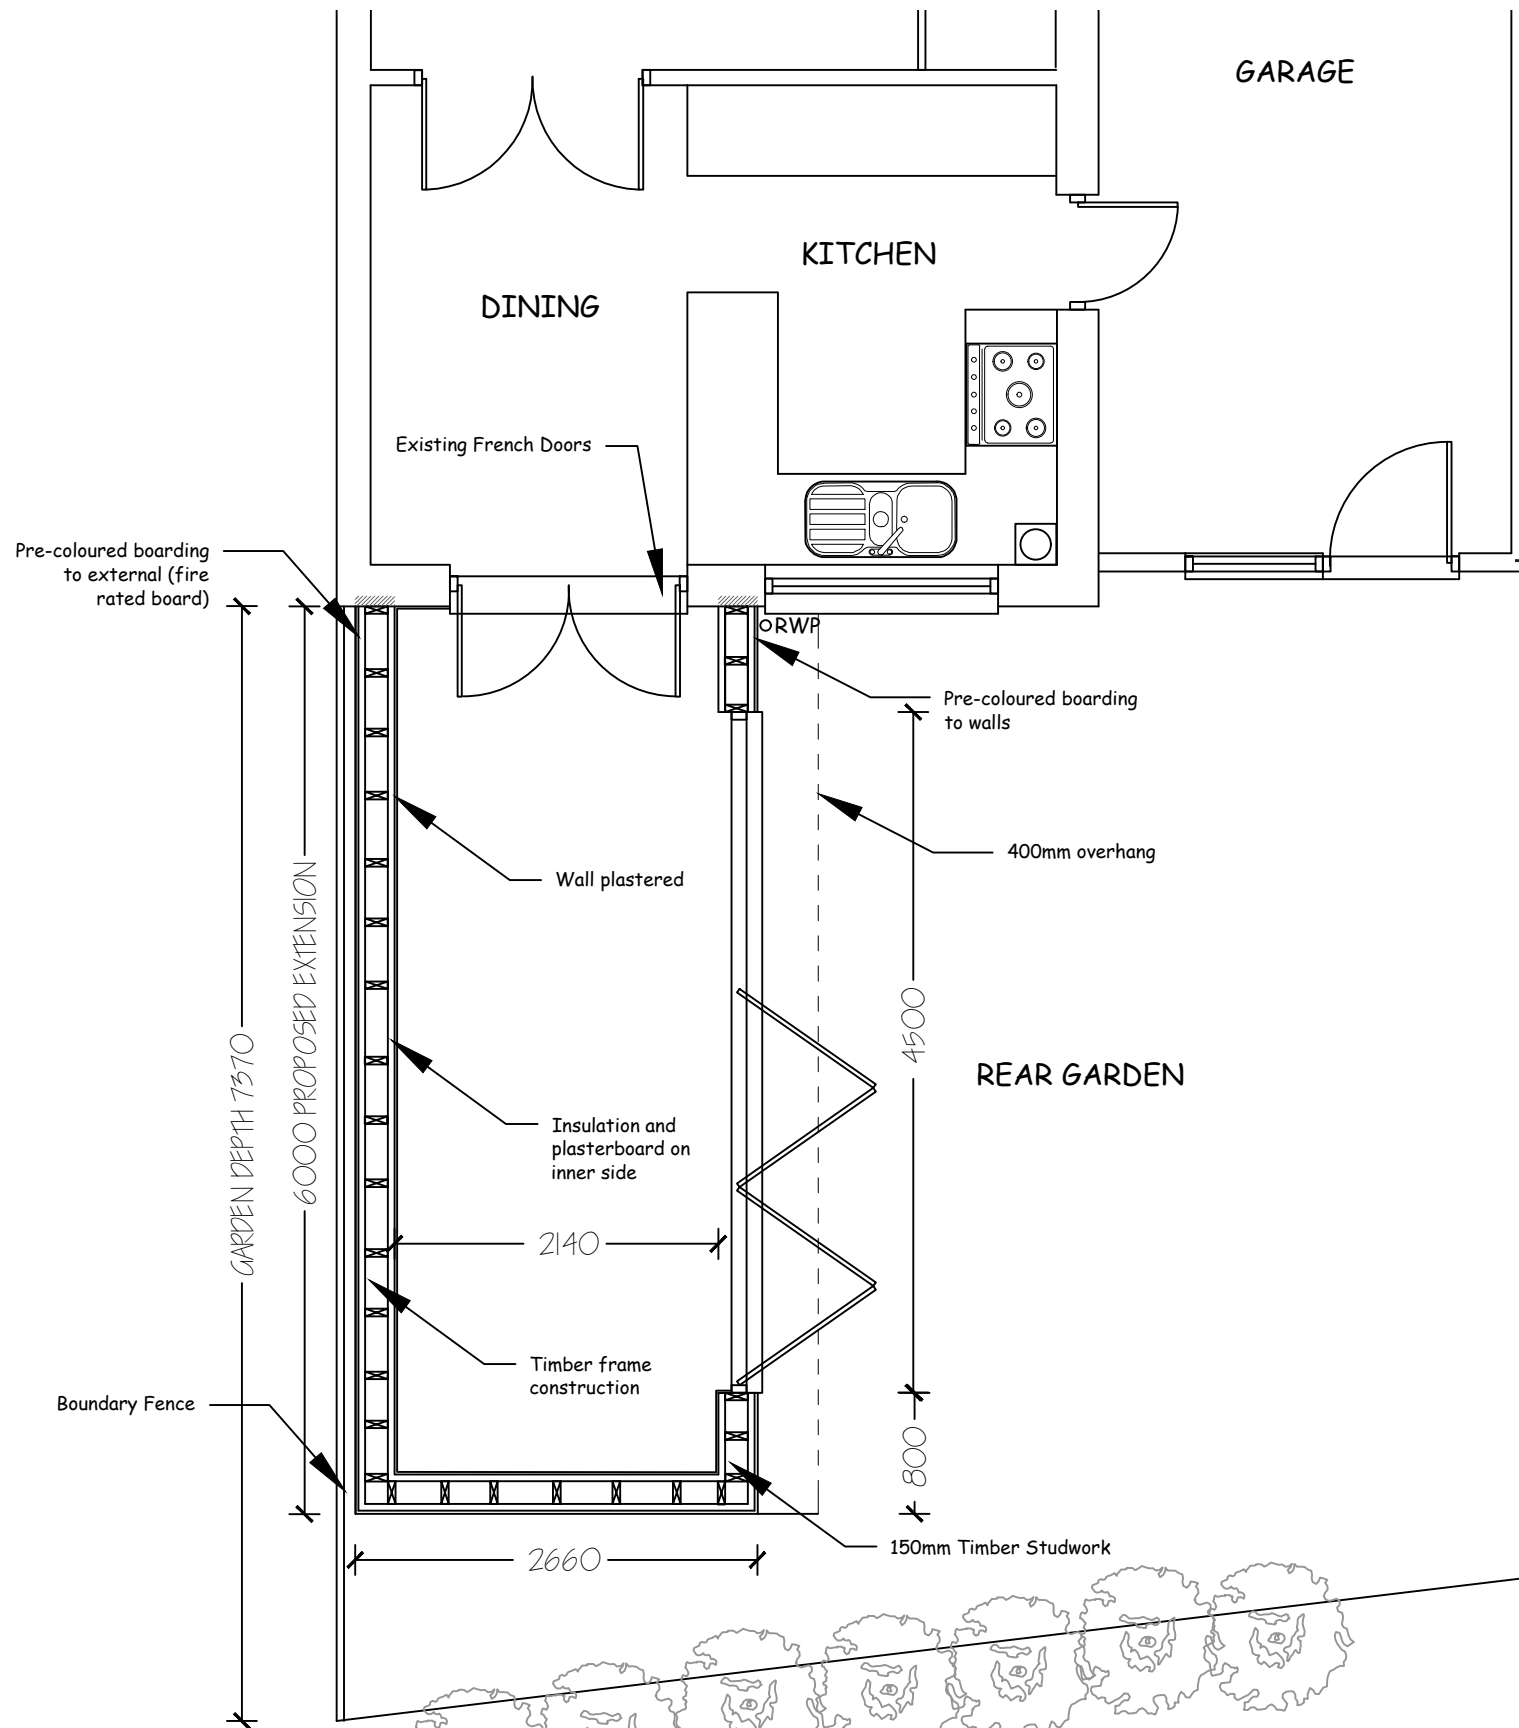 GARAGE
KITCHEN
DINING
Existing French Doors
Pre-coloured boarding
to external (fire
rated board)
RWP
Pre-coloured boarding
to walls
400mm overhang
Wall plastered
6000 PROPOSED EXTENSION
GARDEN DEPTH 7370
4500
REAR GARDEN
Insulation and
plasterboard on
inner side
2140
Timber frame
construction
Boundary Fence
800
150mm Timber Studwork
2660